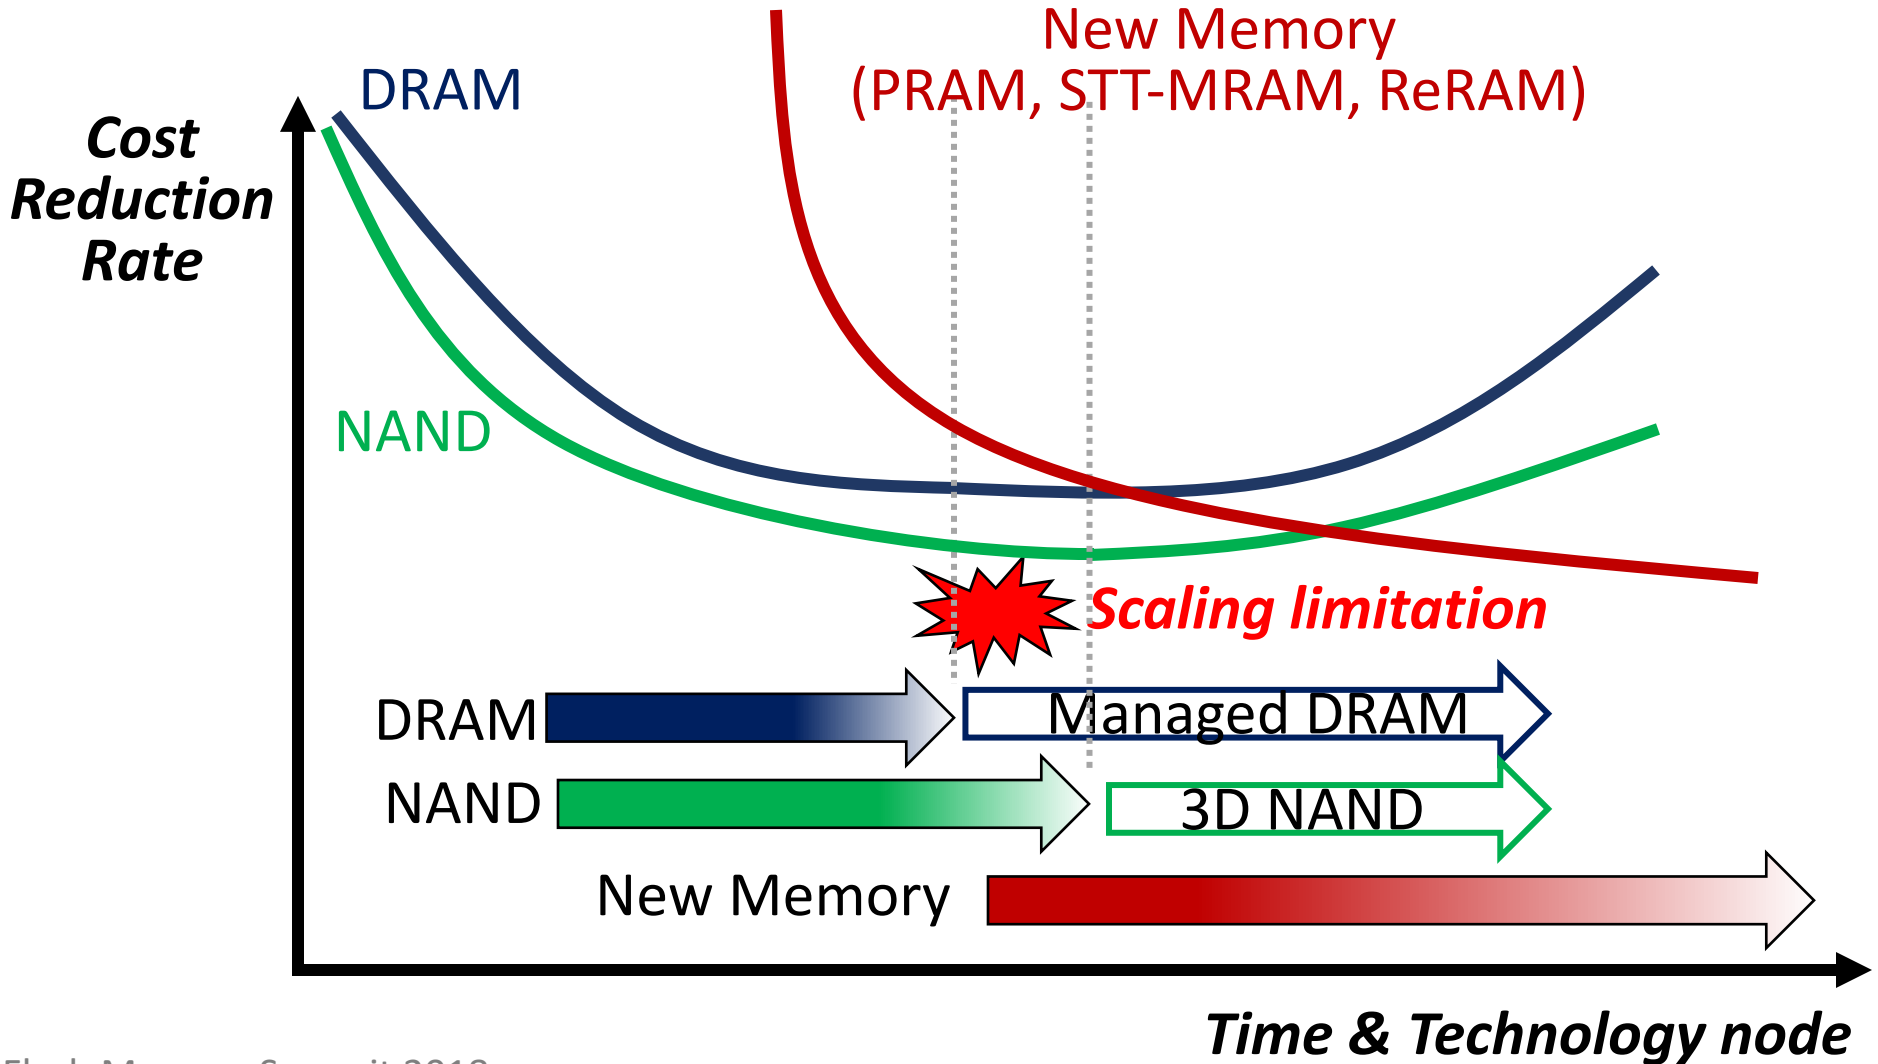 New Memory
(PRAM, STT-MRAM, ReRAM)
DRAM
Cost
Reduction
Rate
NAND
Scaling limitation
DRAM
Managed DRAM
NAND
3D NAND
New Memory
Time & Technology node